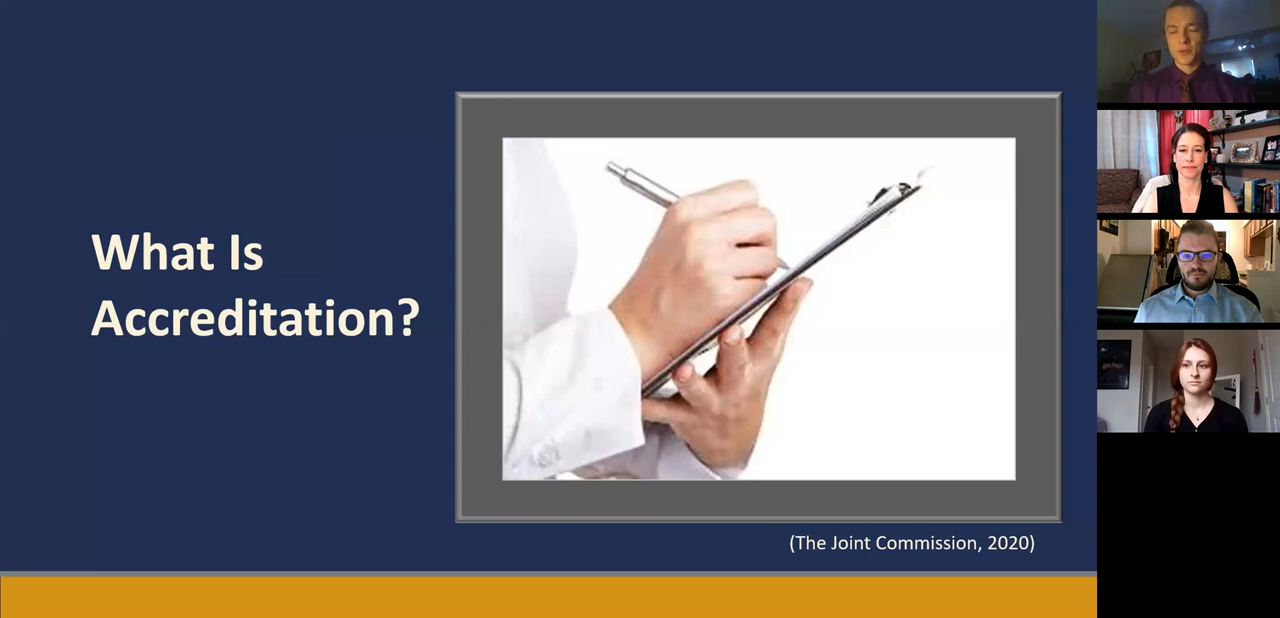 What Is
Accreditation?
(The Joint Commission, 2020)